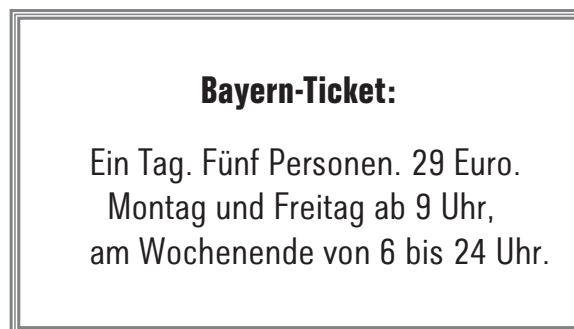 Bayern-Ticket:
Ein Tag. Fünf Personen. 29 Euro.
Montag und Freitag ab 9 Uhr,
am Wochenende von 6 bis 24 Uhr.